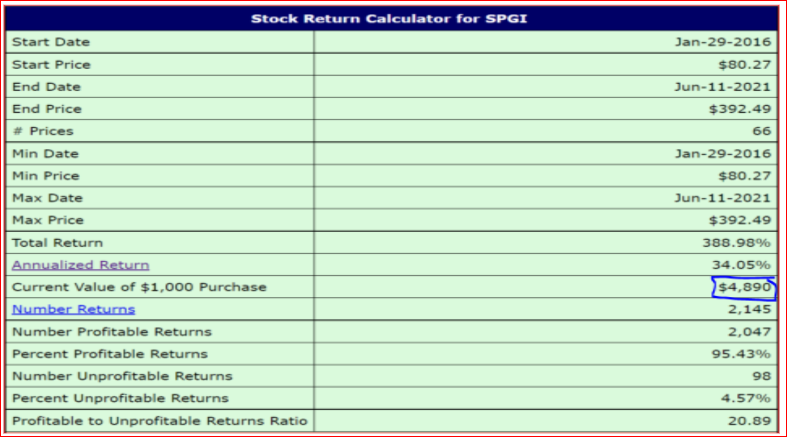 Stock Return Calculator for SPGI
Start Date Jan-29-2016
Start Price $80.27
End Date Jun-11-2021
End Price $392.49
# Prices 66
Min Date Jan-29-2016
Min Price $80.27
Max Date Jun-11-2021
Max Price $392.49
Total Return 388.98%
Annualized Return 34.05%
Current Value of $1,000 Purchase $4,890
Number Returns 2,145
Number Profitable Returns 2,047
Percent Profitable Returns 95.43%
Number Unprofitable Returns 98
Percent Unprofitable Returns 4.57%
Profitable to Unprofitable Returns Ratio 20.89